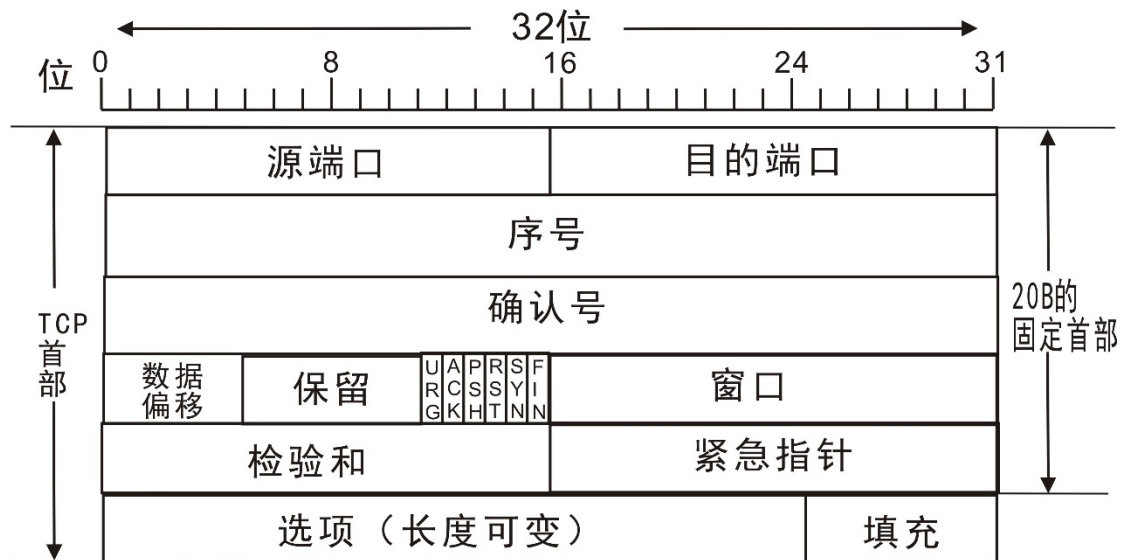 32位
位 0 8 16 24 31
源端口 目的端口
序号
确认号
TCP
首
部
20B的
固定首部
数据
偏移
保留
URG
ACK
PSH
RST
SYN
FIN
窗口
检验和 紧急指针
选项（长度可变） 填充